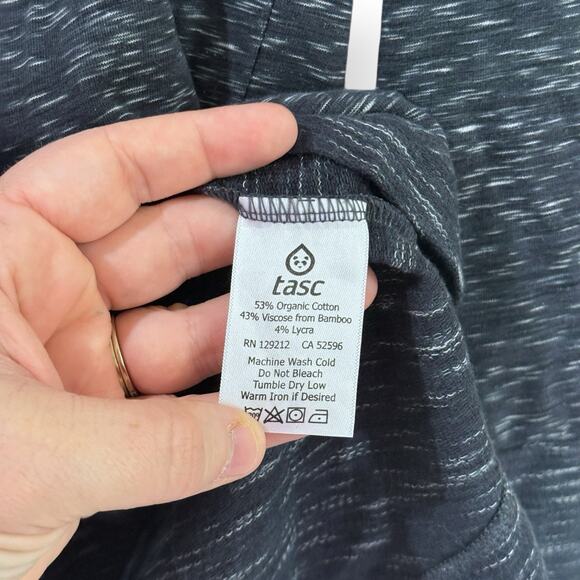 tasc
53% Organic Cotton
43% Viscose from Bamboo
4% Lycra
RN 129212 CA 52596
Machine Wash Cold
Do Not Bleach
Tumble Dry Low
Warm Iron if Desired